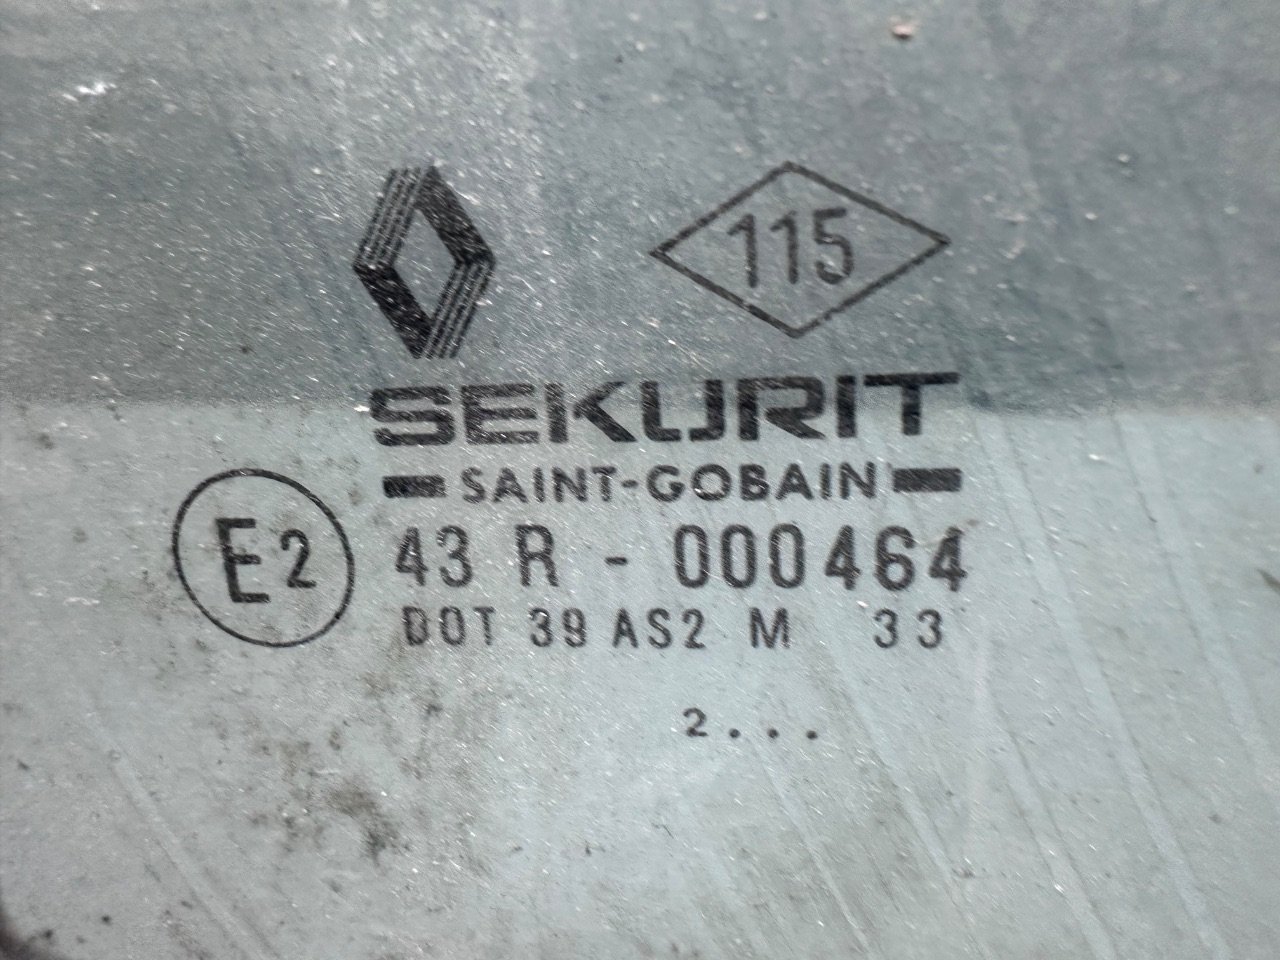 115
SEKURIT
SAINT-GOBAIN
E2 43 R - 000464
DOT 39 AS2 M 33
2...